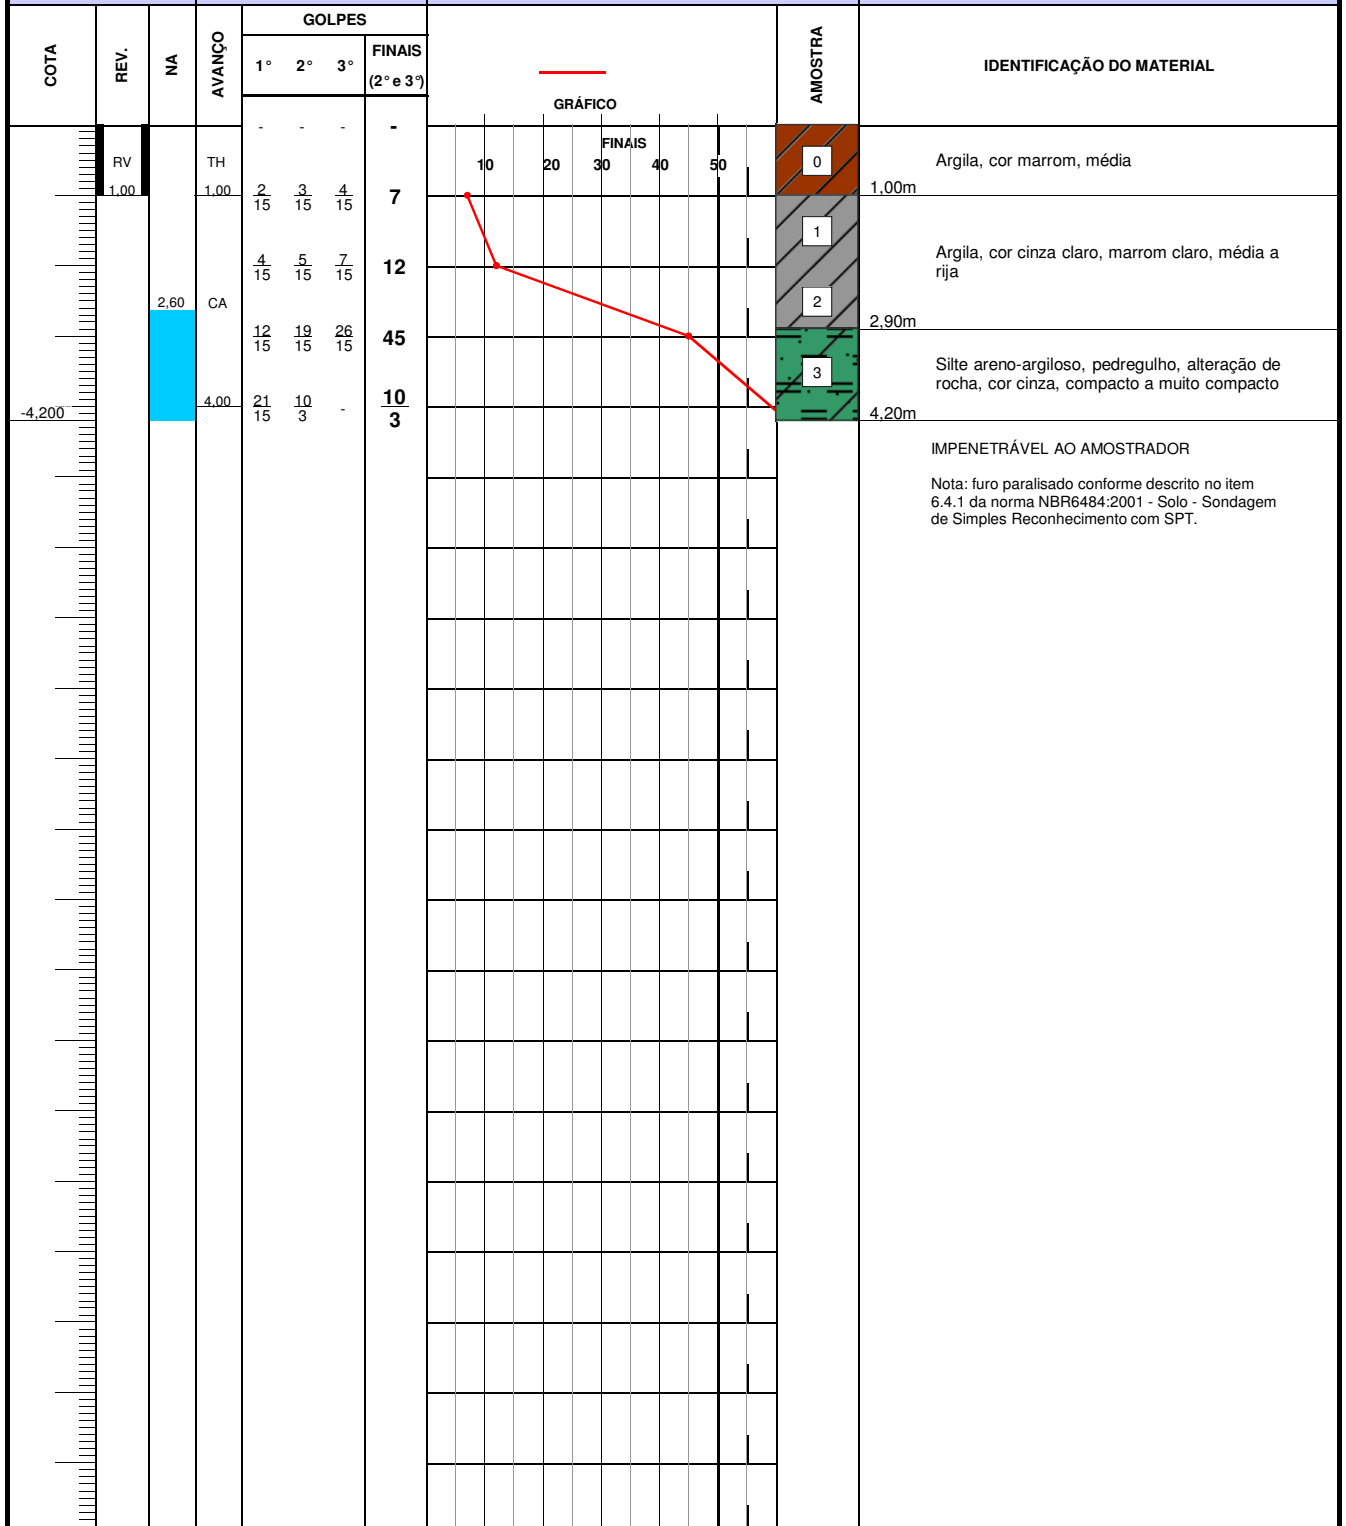 COTA
REV.
NA
AVANÇO
GOLPES
1° 2° 3°
FINAIS
(2° e 3°)
GRÁFICO
AMOSTRA
IDENTIFICAÇÃO DO MATERIAL
- - - -
FINAIS
10 20 30 40 50
RV TH
0
Argila, cor marrom, média
1,00 1,00
2 3 4
15 15 15
7
1,00m
1
4 5 7
15 15 15
12
Argila, cor cinza claro, marrom claro, média a
rija
2,60 CA
2
2,90m
12 19 26
15 15 15
45
3
Silte areno-argiloso, pedregulho, alteração de
rocha, cor cinza, compacto a muito compacto
-4,200
4,00
21 10 -
15 3
10
3
4,20m
IMPENETRÁVEL AO AMOSTRADOR
Nota: furo paralisado conforme descrito no item
6.4.1 da norma NBR6484:2001 - Solo - Sondagem
de Simples Reconhecimento com SPT.